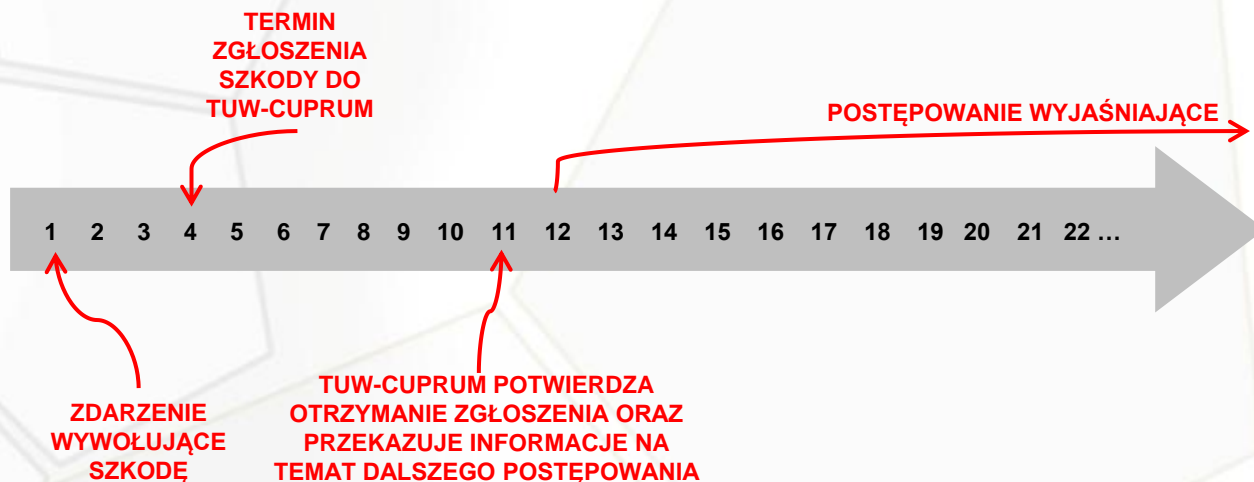 TERMIN
ZGŁOSZENIA
SZKODY DO
TUW-CUPRUM
POSTĘPOWANIE WYJAŚNIAJĄCE
1 2 3 4 5 6 7 8 9 10 11 12 13 14 15 16 17 18 19 20 21 22 ...
ZDARZENIE
WYWOŁUJĄCE
SZKODĘ
TUW-CUPRUM POTWIERDZA
OTRZYMANIE ZGŁOSZENIA ORAZ
PRZEKAZUJE INFORMACJE NA
TEMAT DALSZEGO POSTĘPOWANIA